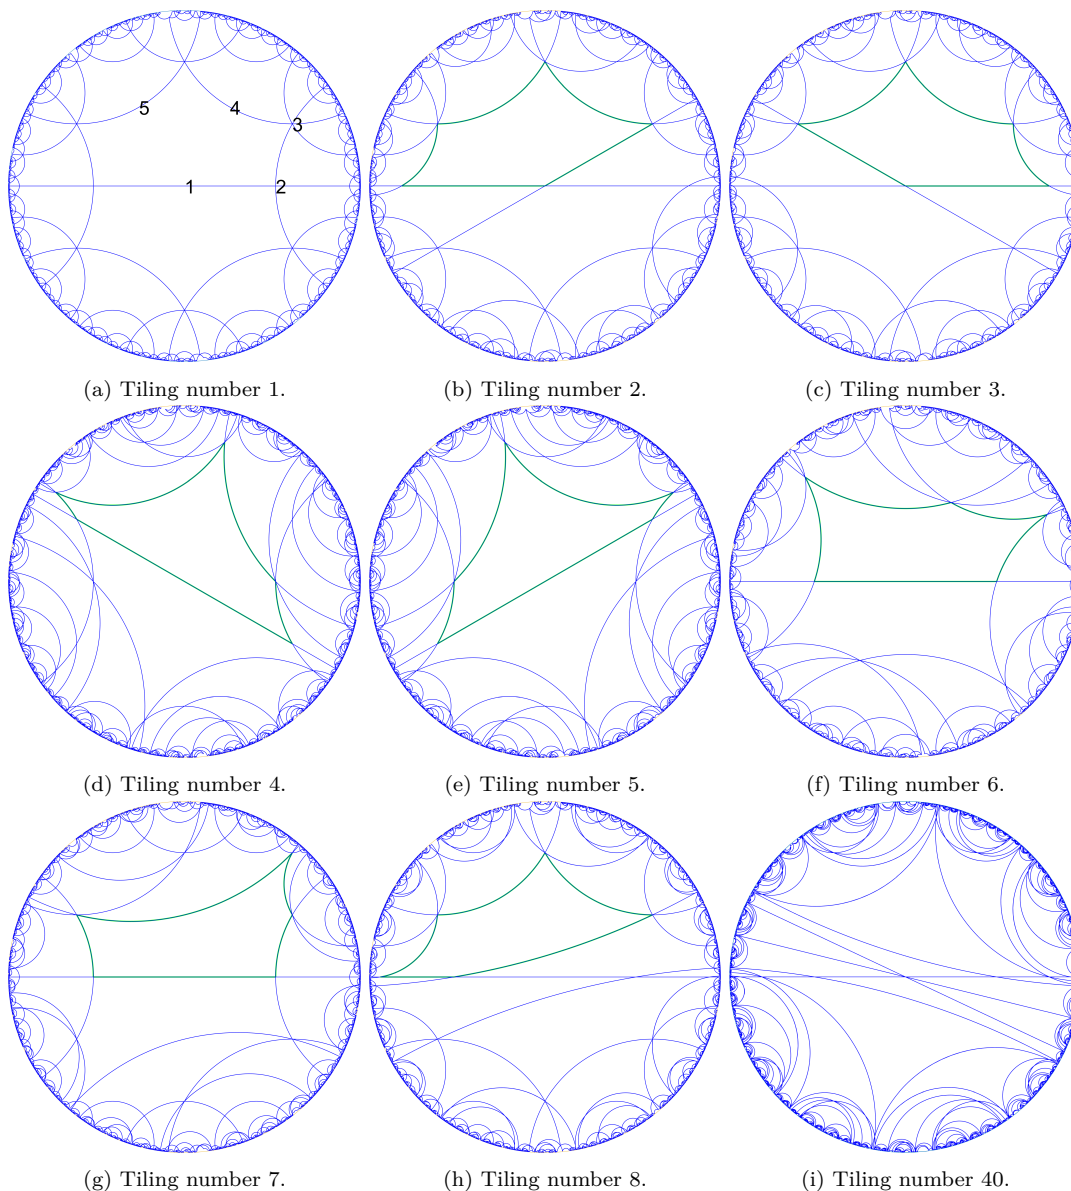 5 4
3
1 2
(a) Tiling number 1. (b) Tiling number 2. (c) Tiling number 3.
(d) Tiling number 4. (e) Tiling number 5. (f) Tiling number 6.
(g) Tiling number 7. (h) Tiling number 8. (i) Tiling number 40.